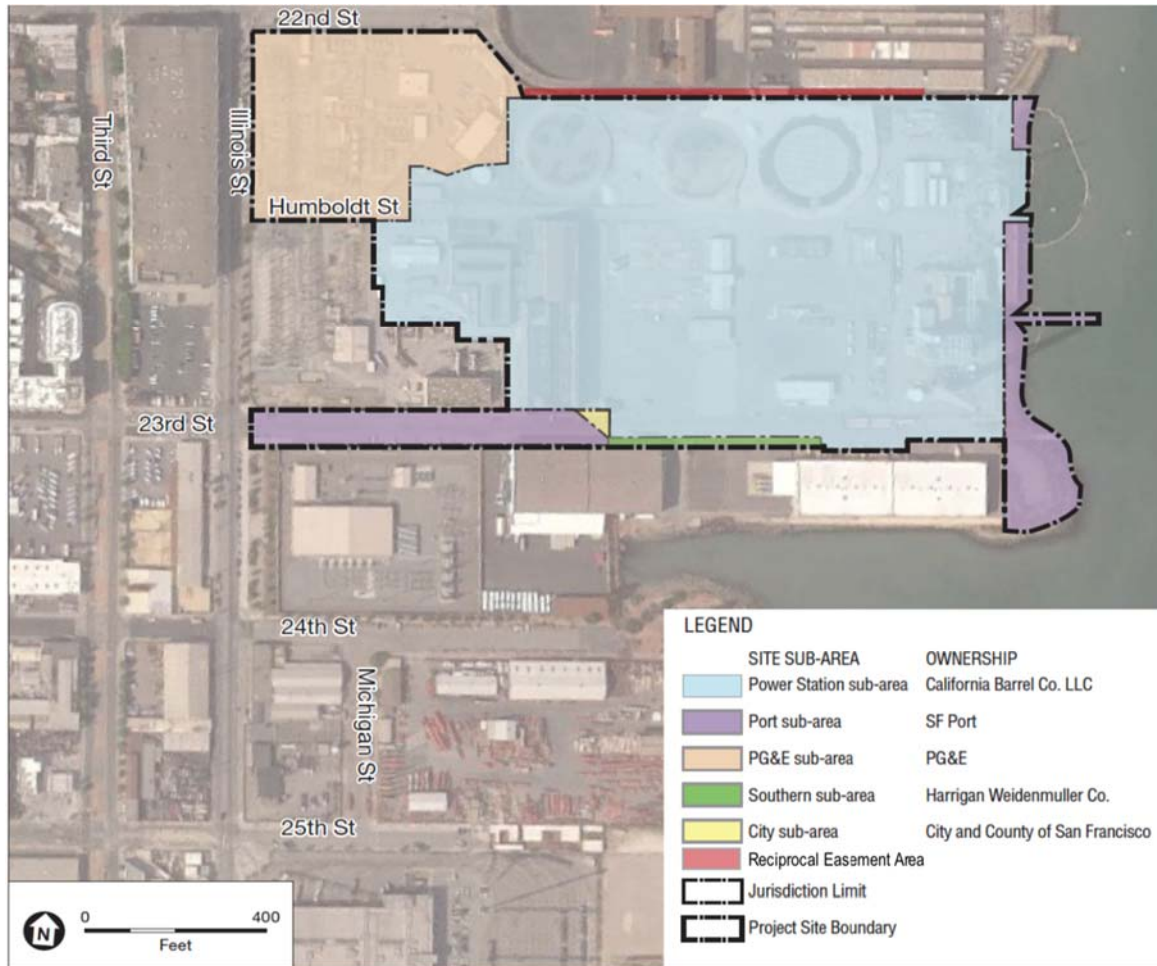 22nd St
Third St
Illinois St
Humboldt St
23rd St
24th St
Michigan St
25th St
N
0 400
Feet
LEGEND
SITE SUB-AREA OWNERSHIP
Power Station sub-area California Barrel Co. LLC
Port sub-area SF Port
PG&E sub-area PG&E
Southern sub-area Harrigan Weidenmuller Co.
City sub-area City and County of San Francisco
Reciprocal Easement Area
Jurisdiction Limit
Project Site Boundary